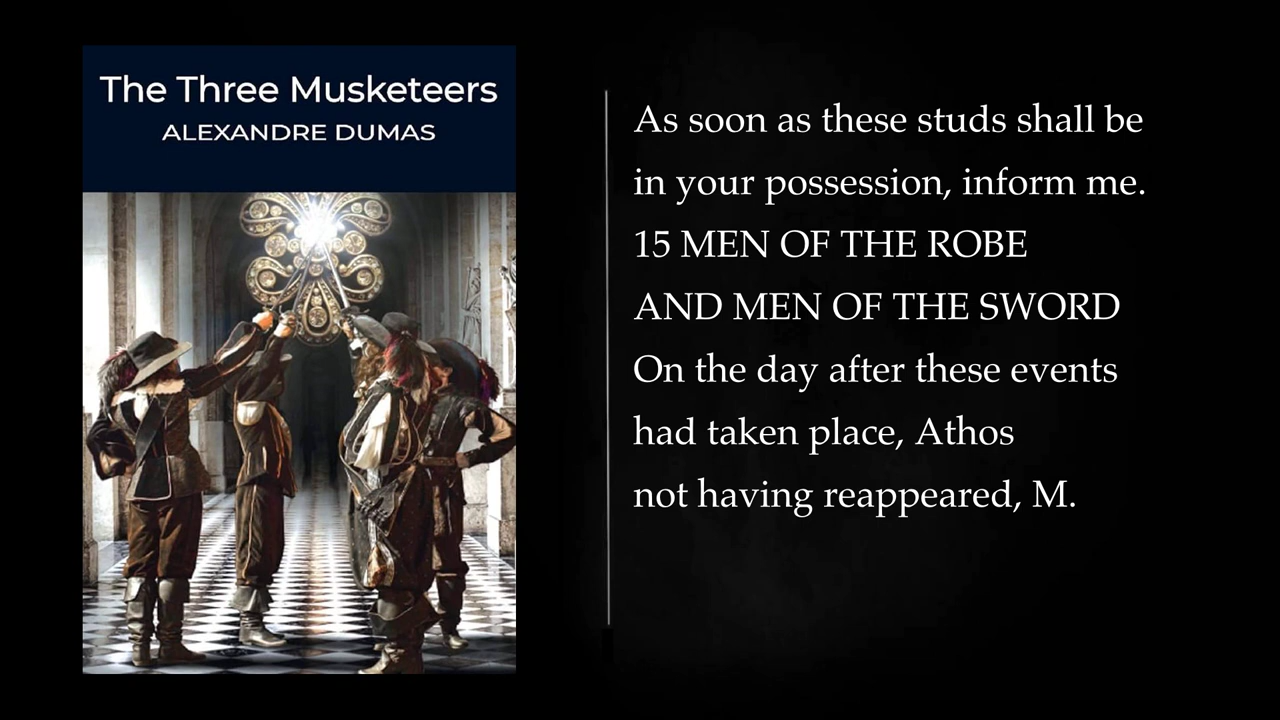 The Three Musketeers
ALEXANDRE DUMAS
As soon as these studs shall be
in your possession, inform me.
15 MEN OF THE ROBE
AND MEN OF THE SWORD
On the day after these events
had taken place, Athos
not having reappeared, M.